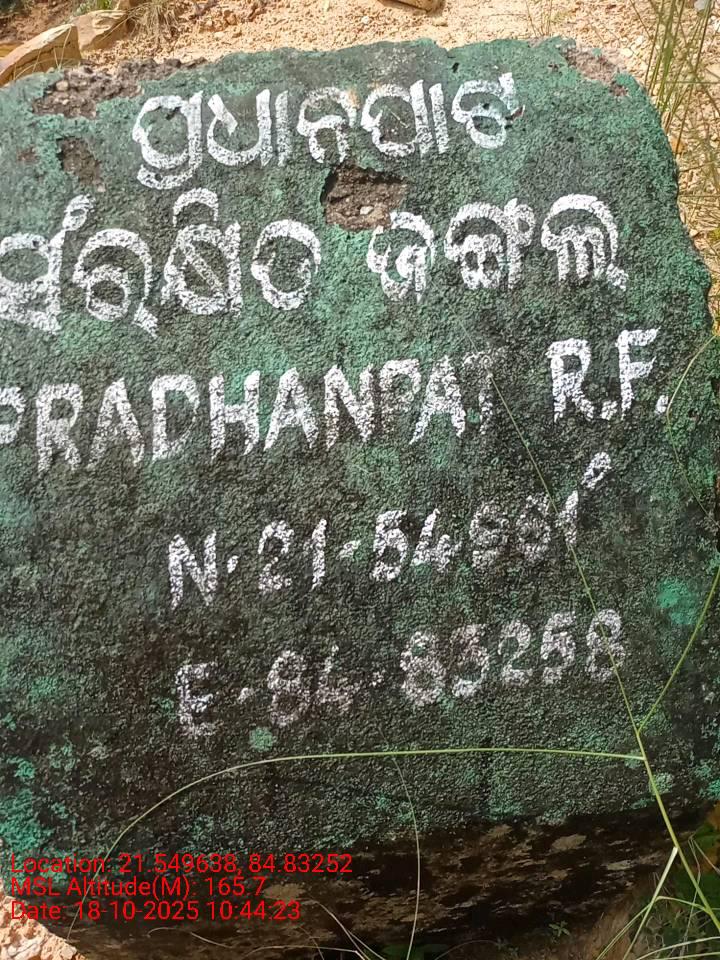 ପ୍ରଧାନପାଟ
ସଂରକ୍ଷିତ ଜଙ୍ଗଲ
PRADHANPAT R.F.
N. 21.
E. 84. 83258
Location: 21.549638, 84.83252
MSL Altitude(M): 165.7
Date: 18-10-2025 10:44:23